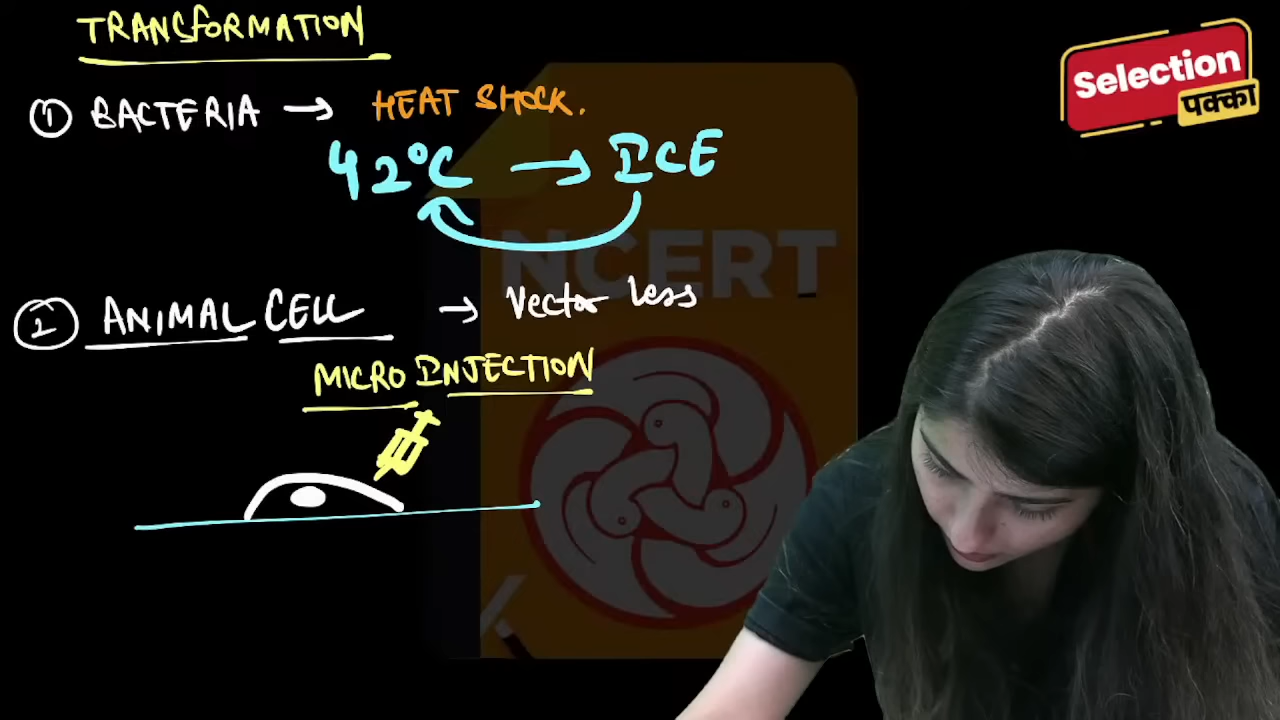 TRANSFORMATION
Selection
पक्का
① BACTERIA → HEAT SHOCK.
42°C → ICE
NCERT
② ANIMAL CELL → Vector less
MICRO INJECTION